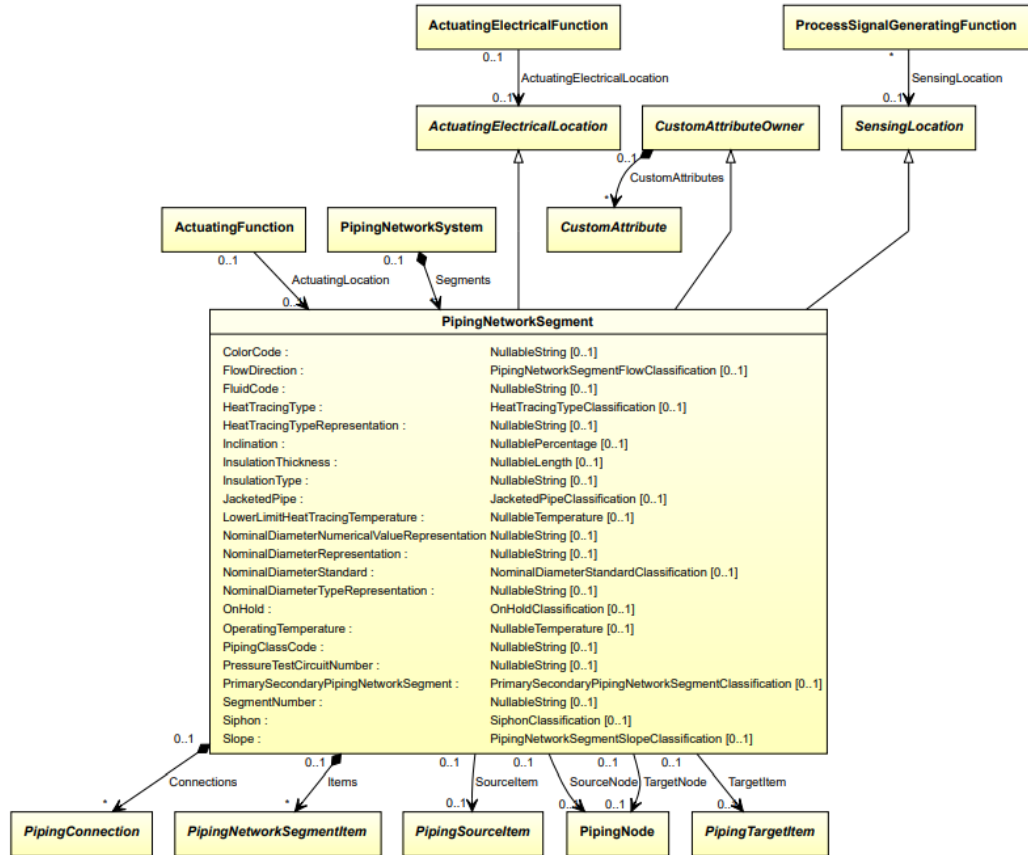 ActuatingElectricalFunction
ProcessSignalGeneratingFunction
0..1
*
ActuatingElectricalLocation
SensingLocation
0..1
0..1
ActuatingElectricalLocation
CustomAttributeOwner
SensingLocation
0..1
CustomAttributes
*
ActuatingFunction
PipingNetworkSystem
CustomAttribute
0..1
0..1
ActuatingLocation
Segments
0..
PipingNetworkSegment
ColorCode : NullableString [0..1]
FlowDirection : PipingNetworkSegmentFlowClassification [0..1]
FluidCode : NullableString [0..1]
HeatTracingType : HeatTracingTypeClassification [0..1]
HeatTracingTypeRepresentation : NullableString [0..1]
Inclination : NullablePercentage [0..1]
InsulationThickness : NullableLength [0..1]
InsulationType : NullableString [0..1]
JacketedPipe : JacketedPipeClassification [0..1]
LowerLimitHeatTracingTemperature : NullableTemperature [0..1]
NominalDiameterNumericalValueRepresentation NullableString [0..1]
NominalDiameterRepresentation : NullableString [0..1]
NominalDiameterStandard : NominalDiameterStandardClassification [0..1]
NominalDiameterTypeRepresentation : NullableString [0..1]
OnHold : OnHoldClassification [0..1]
OperatingTemperature : NullableTemperature [0..1]
PipingClassCode : NullableString [0..1]
PressureTestCircuitNumber : NullableString [0..1]
PrimarySecondaryPipingNetworkSegment : PrimarySecondaryPipingNetworkSegmentClassification [0..1]
SegmentNumber : NullableString [0..1]
Siphon : SiphonClassification [0..1]
Slope : PipingNetworkSegmentSlopeClassification [0..1]
0..1
0..1
0..1
0..1
0..1
0..1
Connections
Items
SourceItem
SourceNode
TargetNode
TargetItem
*
*
0..1
0..1
0..1
0..
PipingConnection
PipingNetworkSegmentItem
PipingSourceItem
PipingNode
PipingTargetItem